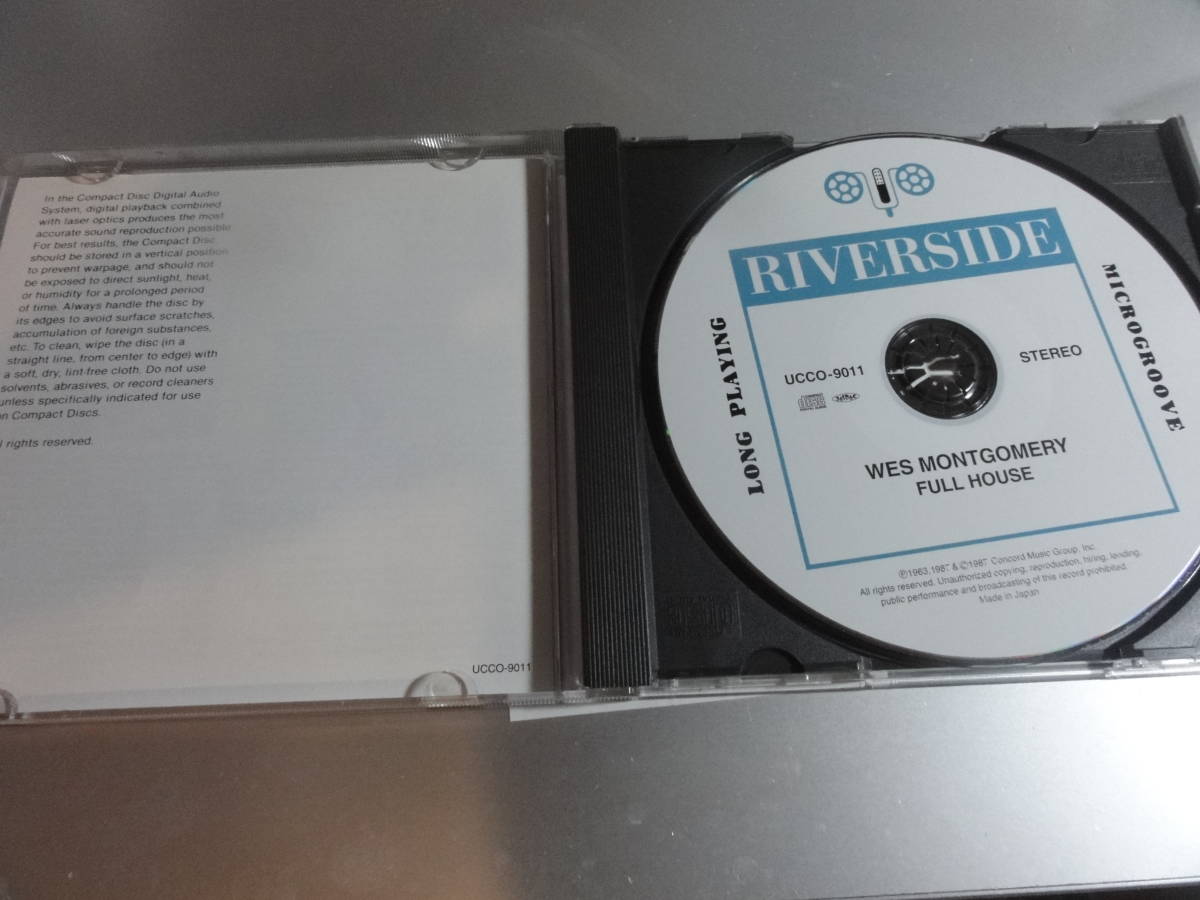 In the Compact Disc Digital Audio
System, digital playback combined
with laser optics produces the most
accurate sound reproduction possible.
For best results, the Compact Disc
should be stored in a vertical position
to prevent warpage, and should not
be exposed to direct sunlight, heat,
or humidity for a prolonged period
of time. Always handle the disc by
its edges to avoid surface scratches,
accumulation of foreign substances,
etc. To clean, wipe the disc (in a
straight line, from center to edge) with
a soft, dry, lint-free cloth. Do not use
solvents, abrasives, or record cleaners
unless specifically indicated for use
on Compact Discs.
l rights reserved.
UCCO-9011
RIVERSIDE
LONG PLAYING
MICROGROOVE
UCCO-9011
STEREO
WES MONTGOMERY
FULL HOUSE
℗1963,1987 & ©1987 Concord Music Group, Inc.
All rights reserved. Unauthorized copying, reproduction, hiring, lending,
public performance and broadcasting of this record prohibited.
Made in Japan